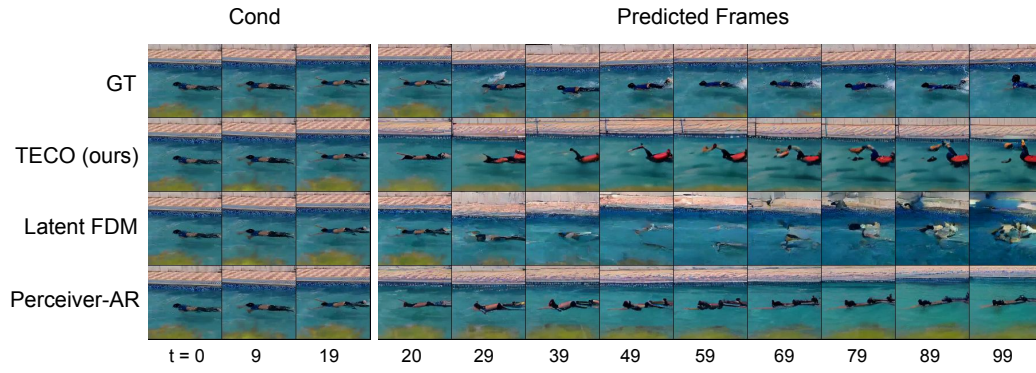 Cond Predicted Frames
GT
TECO (ours)
Latent FDM
Perceiver-AR
t = 0 9 19 20 29 39 49 59 69 79 89 99